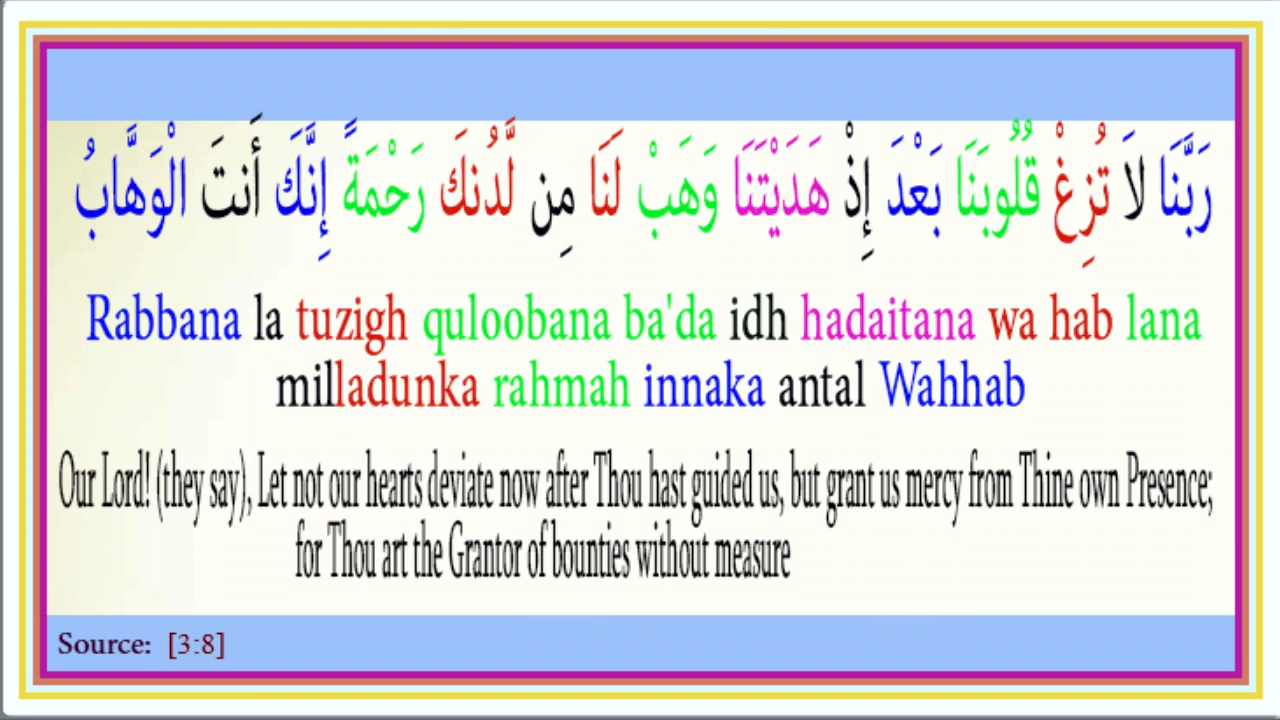 رَبَّنَا لاَ تُزِغْ قُلُوبَنَا بَعْدَ إِذْ هَدَيْتَنَا وَهَبْ لَنَا مِن لَّدُنكَ رَحْمَةً إِنَّكَ أَنتَ الْوَهَّابُ
Rabbana la tuzigh quloobana ba'da idh hadaitana wa hab lana
milladunka rahmah innaka antal Wahhab
Our Lord! (they say), Let not our hearts deviate now after Thou hast guided us, but grant us mercy from Thine own Presence;
for Thou art the Grantor of bounties without measure
Source: [3:8]